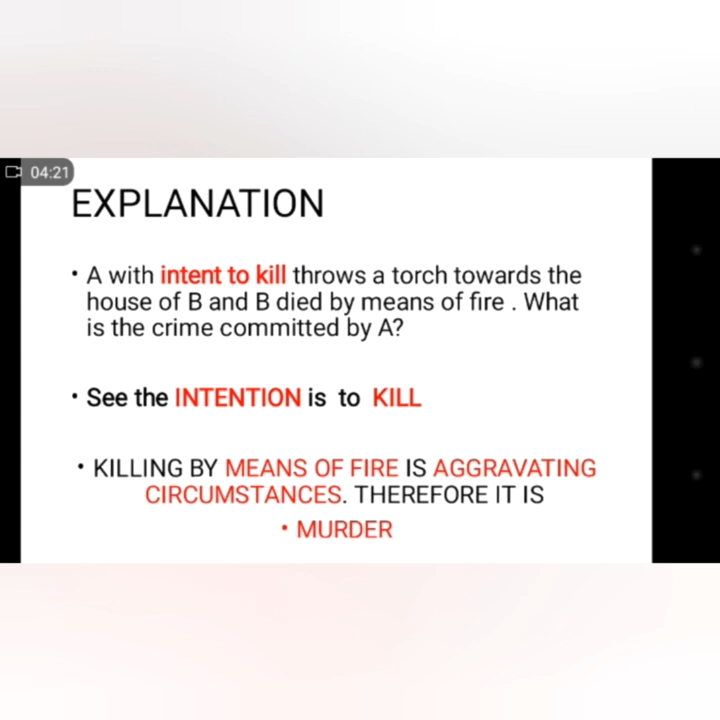 04:21
EXPLANATION
• A with intent to kill throws a torch towards the
house of B and B died by means of fire . What
is the crime committed by A?
• See the INTENTION is to KILL
• KILLING BY MEANS OF FIRE IS AGGRAVATING
CIRCUMSTANCES. THEREFORE IT IS
• MURDER